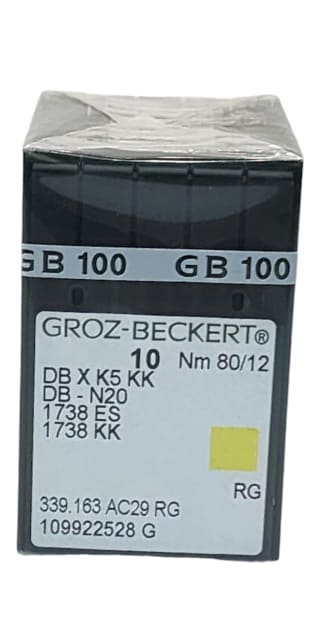 GB 100 GB 100
GROZ-BECKERT®
10 Nm 80/12
DB X K5 KK
DB - N20
1738 ES
1738 KK
RG
339.163 AC29 RG
109922528 G